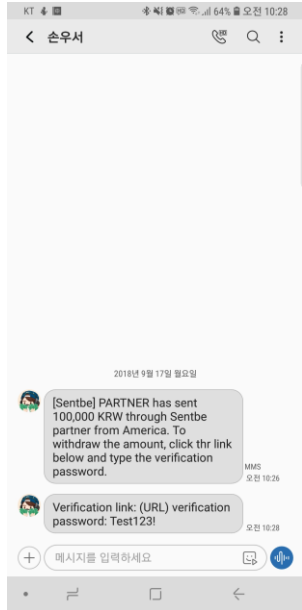 KT 64% 오전 10:28
손우서
2018년 9월 17일 월요일
[Sentbe] PARTNER has sent
100,000 KRW through Sentbe
partner from America. To
withdraw the amount, click thr link
below and type the verification
password.
MMS
오전 10:26
Verification link: (URL) verification
password: Test123!
오전 10:28
메시지를 입력하세요